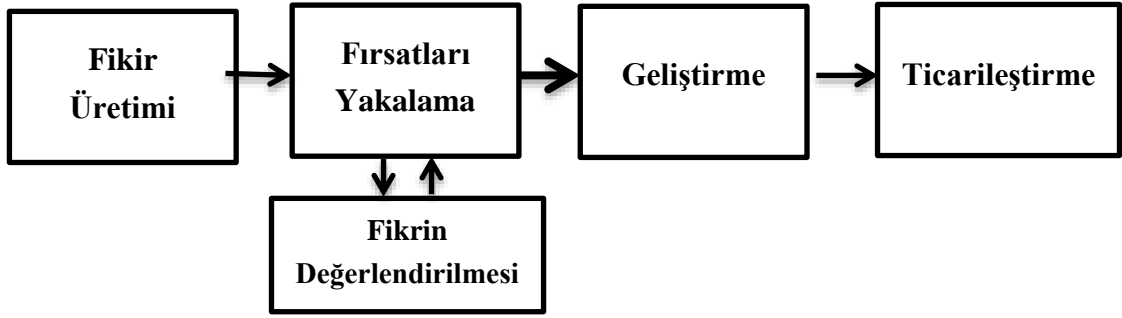 Fikir
Üretimi
Fırsatları
Yakalama
Geliştirme
Ticarileştirme
Fikrin
Değerlendirilmesi